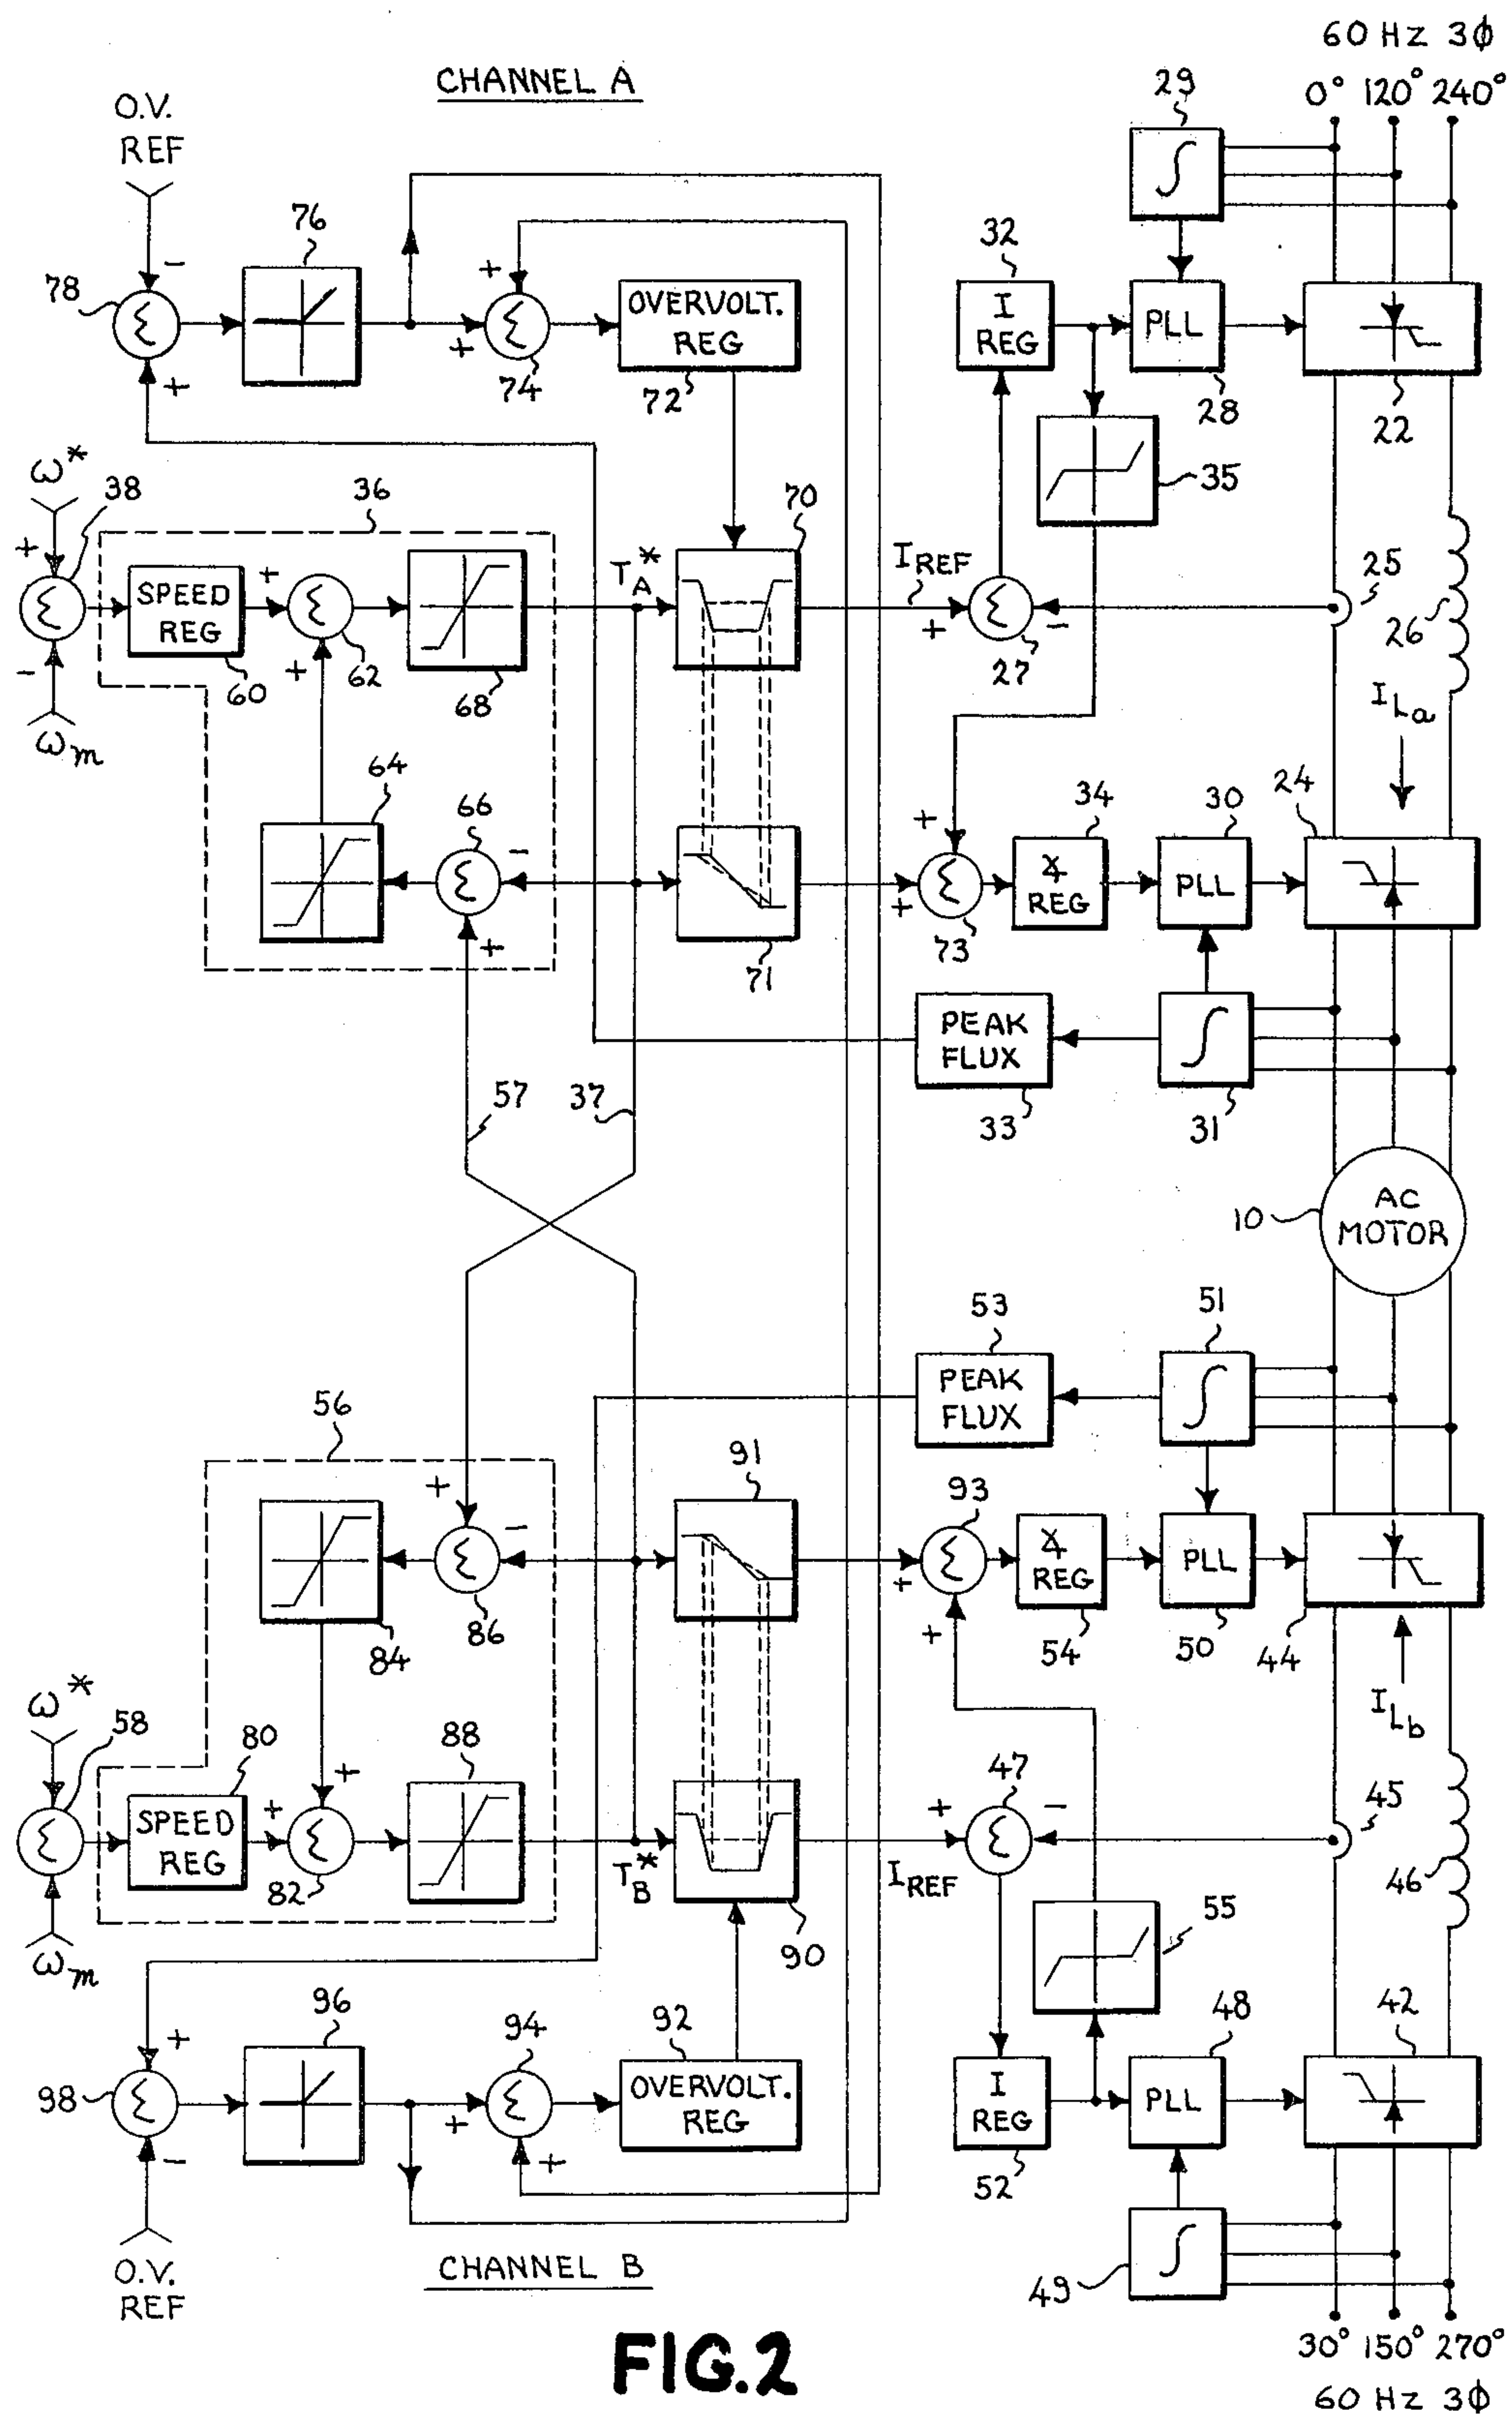 60 HZ 3ϕ
0° 120° 240°
CHANNEL A
O.V.
REF
29
∫
76
32
78
Σ
-
+
+
+
Σ
74
OVERVOLT.
REG
72
I
REG
PLL
28
22
ω*
38
36
70
35
+
Σ
-
ωm
SPEED
REG
60
+
Σ
+
62
68
TA*
IREF
+
Σ
-
27
25
26
ILa
64
66
Σ
-
+
71
+
Σ
+
73
34
∡
REG
30
PLL
24
PEAK
FLUX
33
∫
31
57
37
10
AC
MOTOR
53
PEAK
FLUX
51
∫
56
91
93
84
+
Σ
-
86
Σ
+
+
∡
REG
54
PLL
50
44
ILb
ω*
58
Σ
ωm
80
SPEED
REG
+
Σ
+
82
88
TB*
90
IREF
47
+
Σ
-
45
46
55
98
Σ
+
-
96
94
Σ
+
+
92
OVERVOLT.
REG
I
REG
52
48
PLL
42
O.V.
REF
CHANNEL B
49
∫
30° 150° 270°
60 HZ 3ϕ
FIG.2